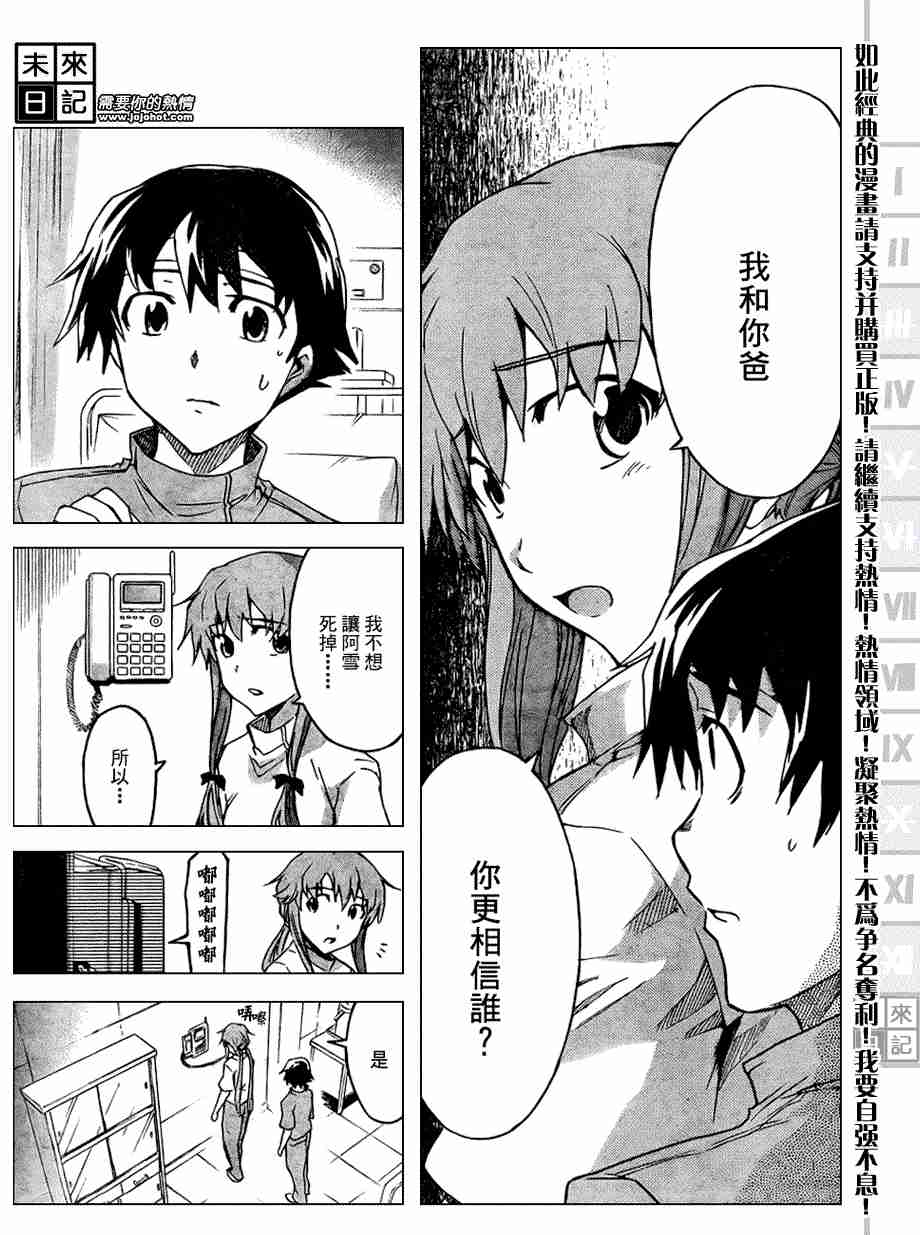 未來
日記
需要你的熱情
www.jojohot.com
我和你爸
你更相信誰？
我不想
讓阿雪
死掉……
所以…
嘟嘟嘟嘟嘟
嗝嚓
是
如此經典的漫畫請支持并購買正版！請繼續支持熱情！熱情領域！凝聚熱情！不爲争名奪利！我要自强不息！
I
II
III
IV
V
VI
VII
VIII
IX
X
XI
XII
來
記